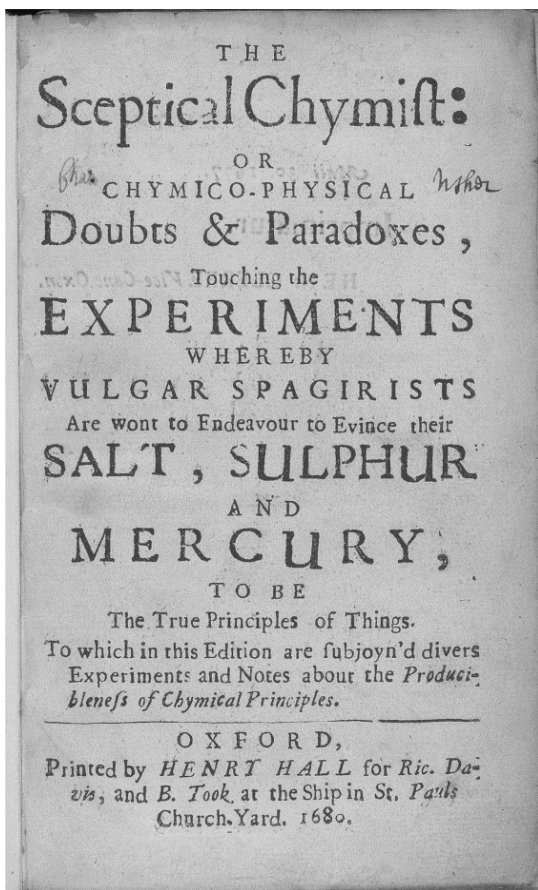 THE
Sceptical Chymiſt:
OR
CHYMICO-PHYSICAL
Doubts & Paradoxes,
Touching the
EXPERIMENTS
WHEREBY
VULGAR SPAGIRISTS
Are wont to Endeavour to Evince their
SALT, SULPHUR
AND
MERCURY,
TO BE
The True Principles of Things.
To which in this Edition are ſubjoyn'd divers
Experiments and Notes about the Produci-
bleneſs of Chymical Principles.
OXFORD,
Printed by HENRY HALL for Ric. Da-
vis, and B. Took at the Ship in St. Pauls
Church-Yard. 1680.